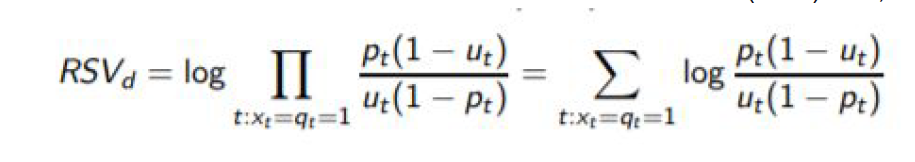 RSV_d = log ∏_{t:x_t=q_t=1} p_t(1 − u_t) / u_t(1 − p_t) = ∑_{t:x_t=q_t=1} log p_t(1 − u_t) / u_t(1 − p_t)